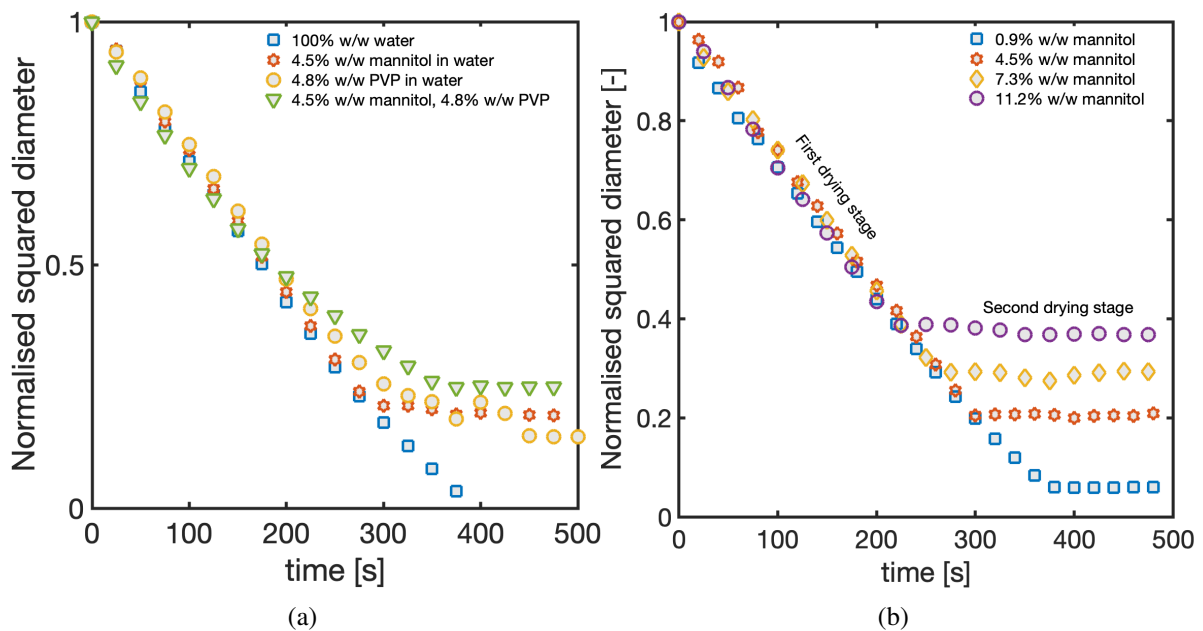 (a)
Normalised squared diameter
1
0.5
0
0 100 200 300 400 500
time [s]
100% w/w water
4.5% w/w mannitol in water
4.8% w/w PVP in water
4.5% w/w mannitol, 4.8% w/w PVP
(b)
Normalised squared diameter [-]
1
0.8
0.6
0.4
0.2
0
0 100 200 300 400 500
time [s]
0.9% w/w mannitol
4.5% w/w mannitol
7.3% w/w mannitol
11.2% w/w mannitol
First drying stage
Second drying stage